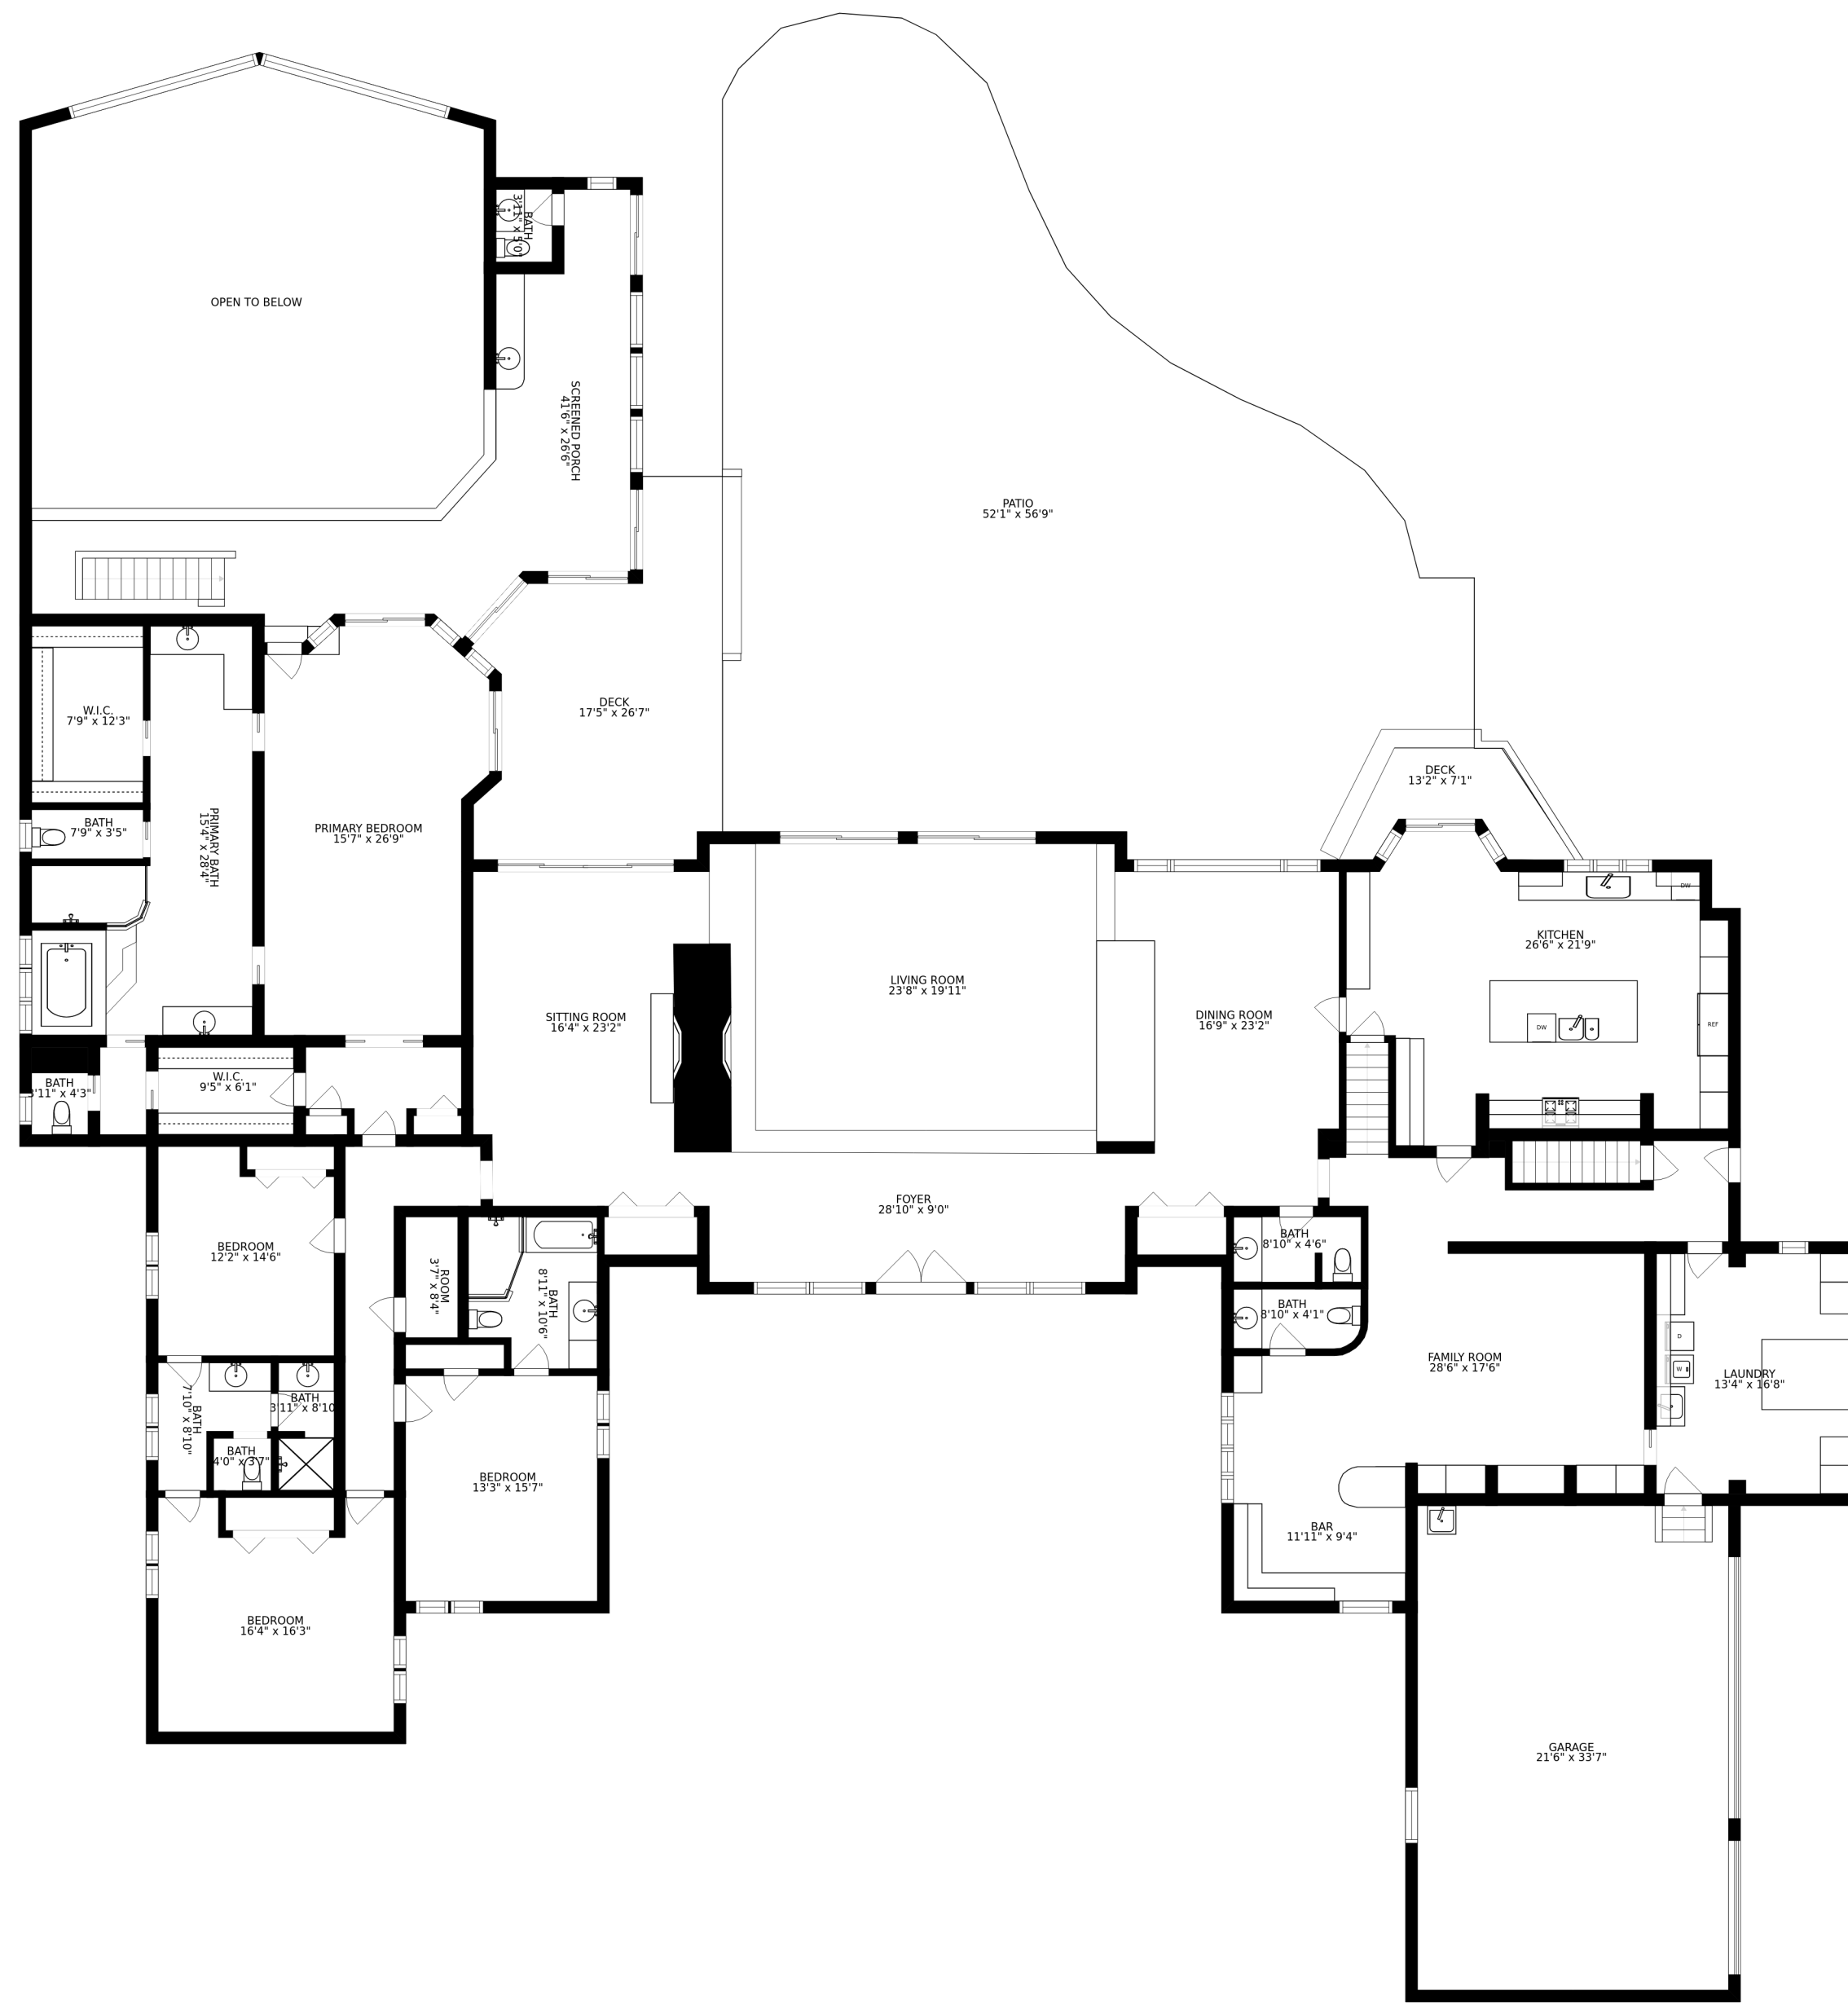 BATH
3'11" x 5'0"
OPEN TO BELOW
SCREENED PORCH
41'6" x 26'6"
PATIO
52'1" x 56'9"
W.I.C.
7'9" x 12'3"
DECK
17'5" x 26'7"
DECK
13'2" x 7'1"
BATH
7'9" x 3'5"
PRIMARY BATH
15'4" x 28'4"
PRIMARY BEDROOM
15'7" x 26'9"
DW
KITCHEN
26'6" x 21'9"
LIVING ROOM
23'8" x 19'11"
SITTING ROOM
16'4" x 23'2"
DINING ROOM
16'9" x 23'2"
DW
REF
BATH
3'11" x 4'3"
W.I.C.
9'5" x 6'1"
FOYER
28'10" x 9'0"
BEDROOM
12'2" x 14'6"
ROOM
3'7" x 8'4"
BATH
8'11" x 10'6"
BATH
8'10" x 4'6"
BATH
8'10" x 4'1"
D
W
FAMILY ROOM
28'6" x 17'6"
LAUNDRY
13'4" x 16'8"
BATH
7'10" x 8'10"
BATH
3'11" x 8'10
BATH
4'0" x 3'7"
BEDROOM
13'3" x 15'7"
BAR
11'11" x 9'4"
BEDROOM
16'4" x 16'3"
GARAGE
21'6" x 33'7"